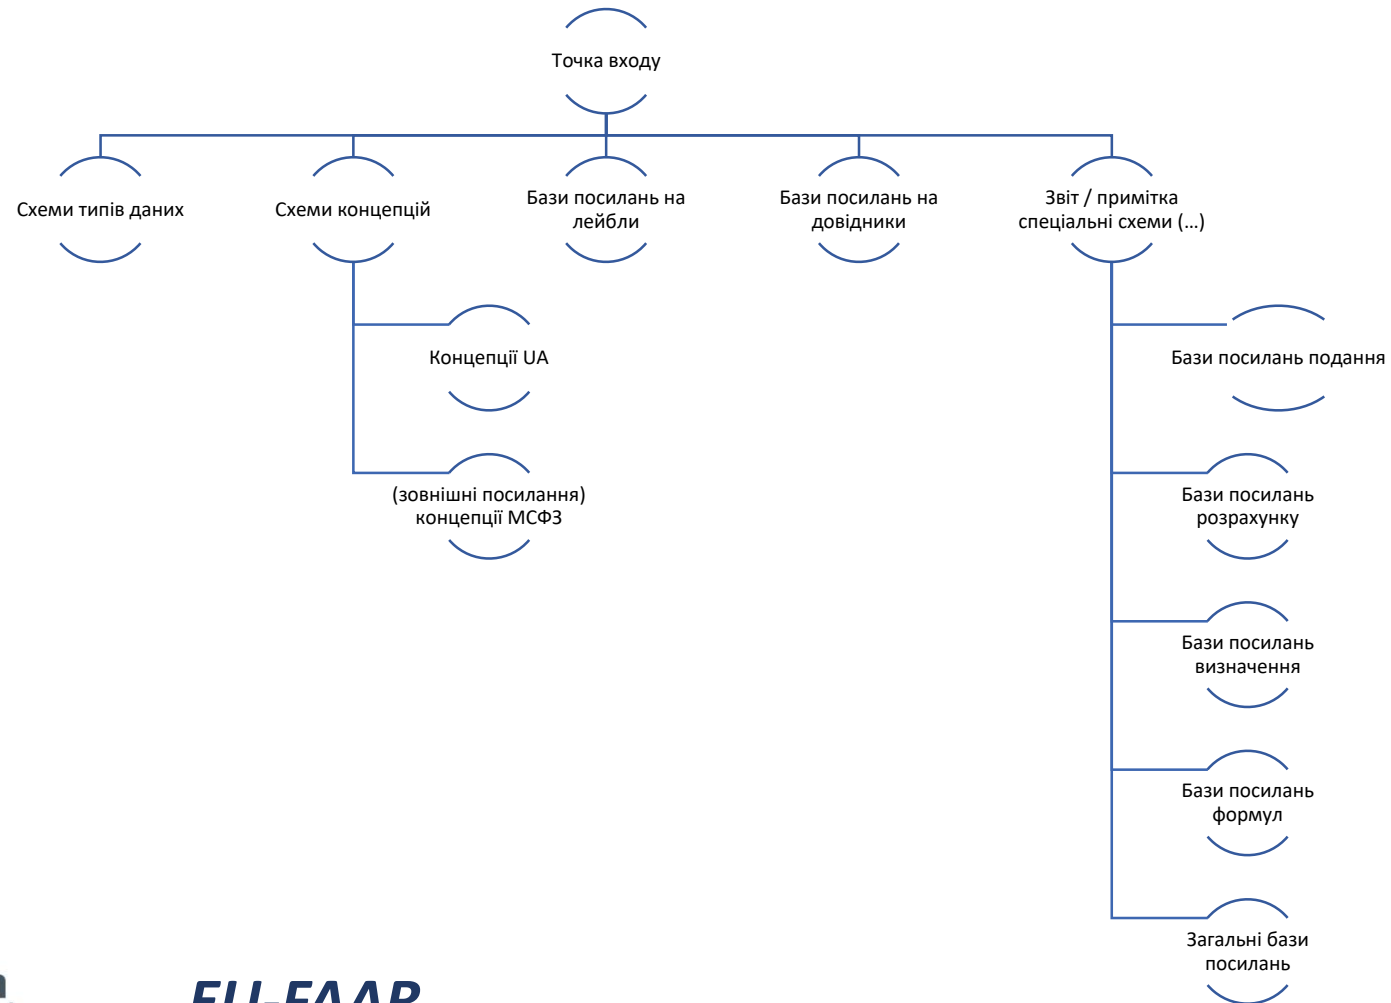 Точка входу
Схеми типів даних
Схеми концепцій
Бази посилань на
лейбли
Бази посилань на
довідники
Звіт / примітка
спеціальні схеми (...)
Концепції UA
(зовнішні посилання)
концепції МСФЗ
Бази посилань подання
Бази посилань
розрахунку
Бази посилань
визначення
Бази посилань
формул
Загальні бази
посилань
EU-FAAR